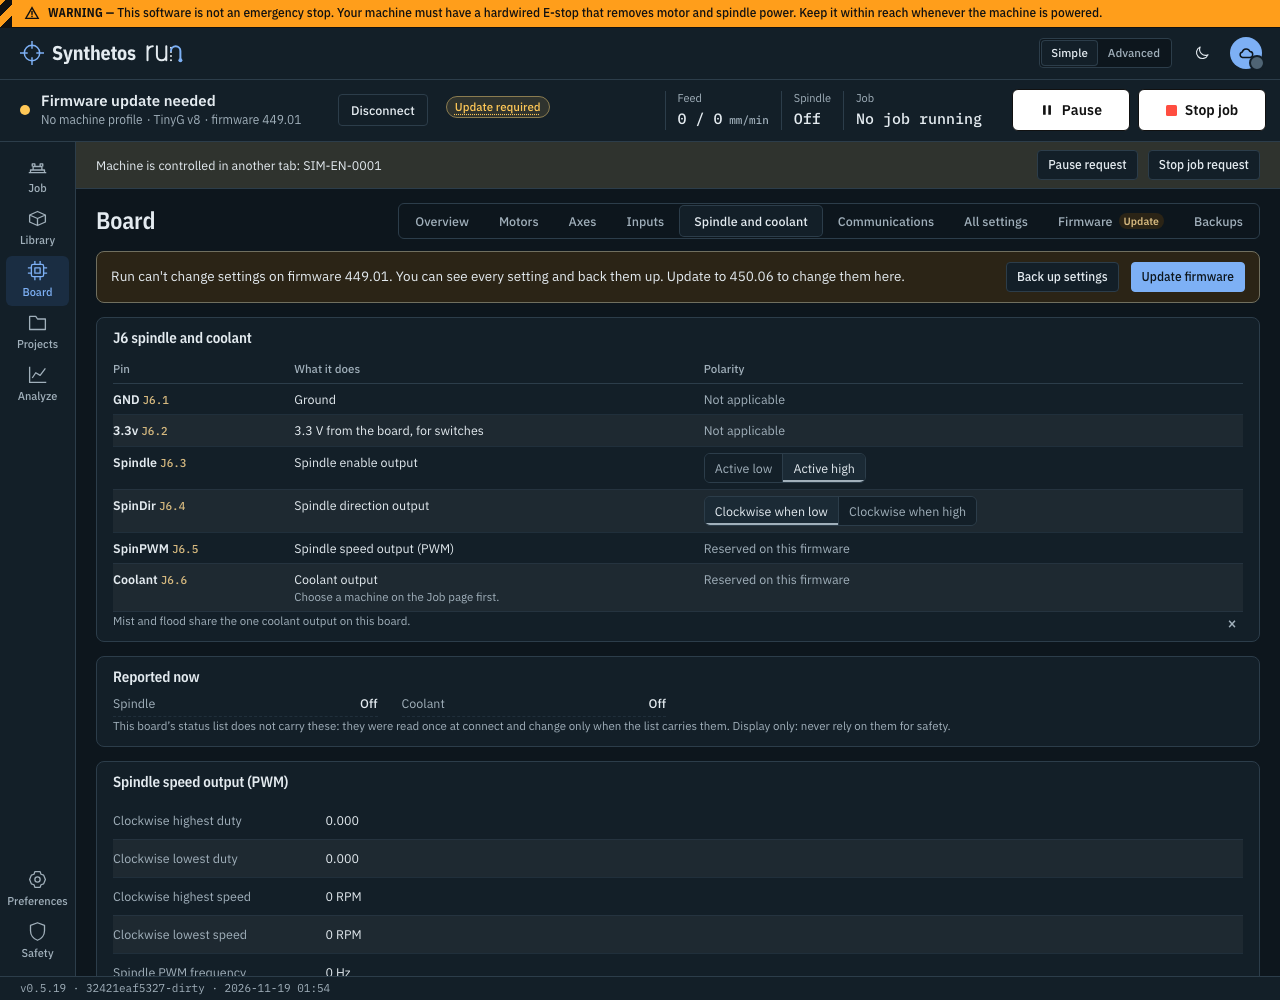 WARNING — This software is not an emergency stop. Your machine must have a hardwired E-stop that removes motor and spindle power. Keep it within reach whenever the machine is powered.
Synthetos run
Simple
Advanced
Firmware update needed
No machine profile · TinyG v8 · firmware 449.01
Disconnect
Update required
Feed
0 / 0 mm/min
Spindle
Off
Job
No job running
Pause
Stop job
Machine is controlled in another tab: SIM-EN-0001
Pause request
Stop job request
Job
Library
Board
Projects
Analyze
Preferences
Safety
Board
Overview
Motors
Axes
Inputs
Spindle and coolant
Communications
All settings
Firmware Update
Backups
Run can't change settings on firmware 449.01. You can see every setting and back them up. Update to 450.06 to change them here.
Back up settings
Update firmware
J6 spindle and coolant
Pin What it does Polarity
GND J6.1 Ground Not applicable
3.3v J6.2 3.3 V from the board, for switches Not applicable
Spindle J6.3 Spindle enable output Active low Active high
SpinDir J6.4 Spindle direction output Clockwise when low Clockwise when high
SpinPWM J6.5 Spindle speed output (PWM) Reserved on this firmware
Coolant J6.6 Coolant output Reserved on this firmware
Choose a machine on the Job page first.
Mist and flood share the one coolant output on this board.
×
Reported now
Spindle Off Coolant Off
This board's status list does not carry these: they were read once at connect and change only when the list carries them. Display only: never rely on them for safety.
Spindle speed output (PWM)
Clockwise highest duty 0.000
Clockwise lowest duty 0.000
Clockwise highest speed 0 RPM
Clockwise lowest speed 0 RPM
Spindle PWM frequency 0 Hz
v0.5.19 · 32421eaf5327-dirty · 2026-11-19 01:54